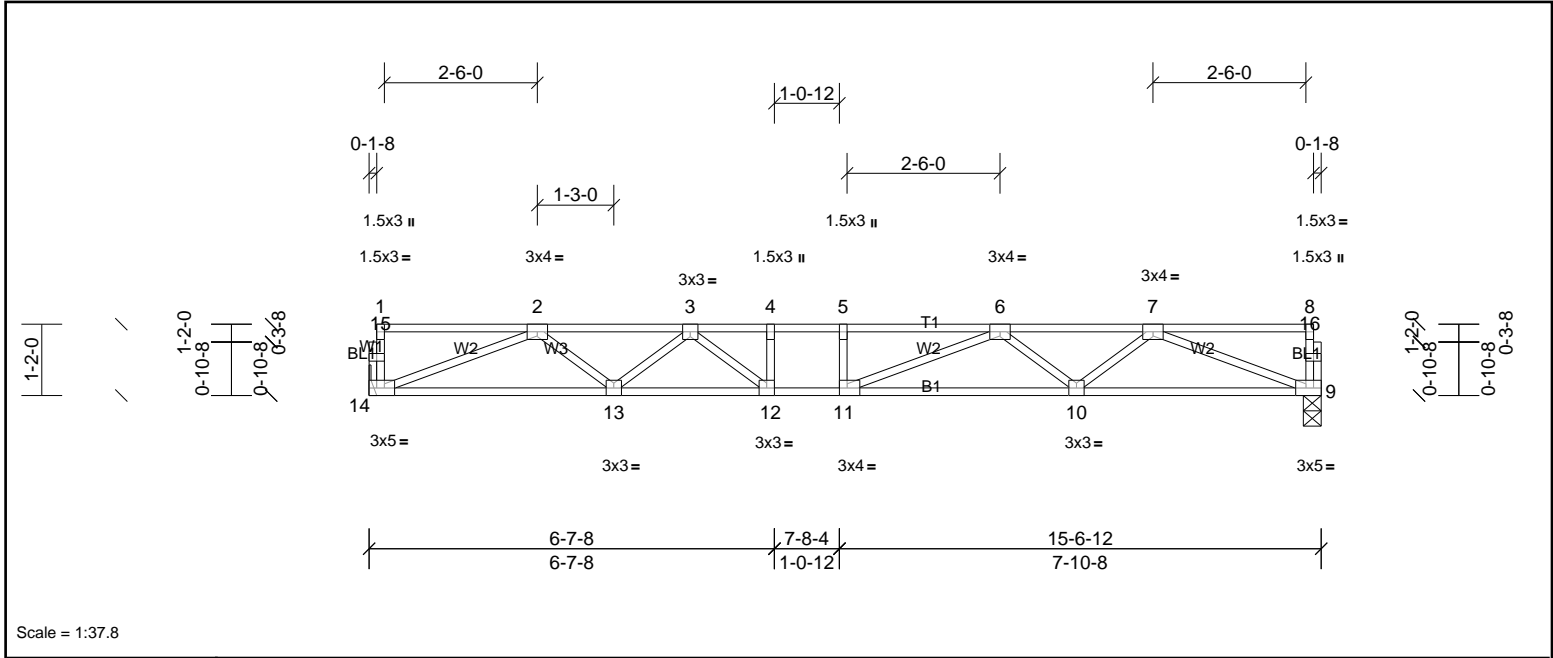 2-6-0 2-6-0
1-0-12
0-1-8 0-1-8
2-6-0
1-3-0
1.5x3 II 1.5x3 II 1.5x3 =
1.5x3 = 3x4 = 1.5x3 II 3x4 = 1.5x3 II
3x3 = 3x4 =
1 2 3 4 5 6 7 8
15 T1 16
1-2-0 1-2-0 0-10-8 0-10-8 0-3-8
W1 BL1 W2 W3 W2 W2 BL1
1-2-0 0-10-8 0-10-8 0-3-8
B1 9
14 13 12 11 10
3x5 = 3x3 = 3x3 =
3x3 = 3x4 = 3x5 =
6-7-8 7-8-4 15-6-12
6-7-8 1-0-12 7-10-8
Scale = 1:37.8